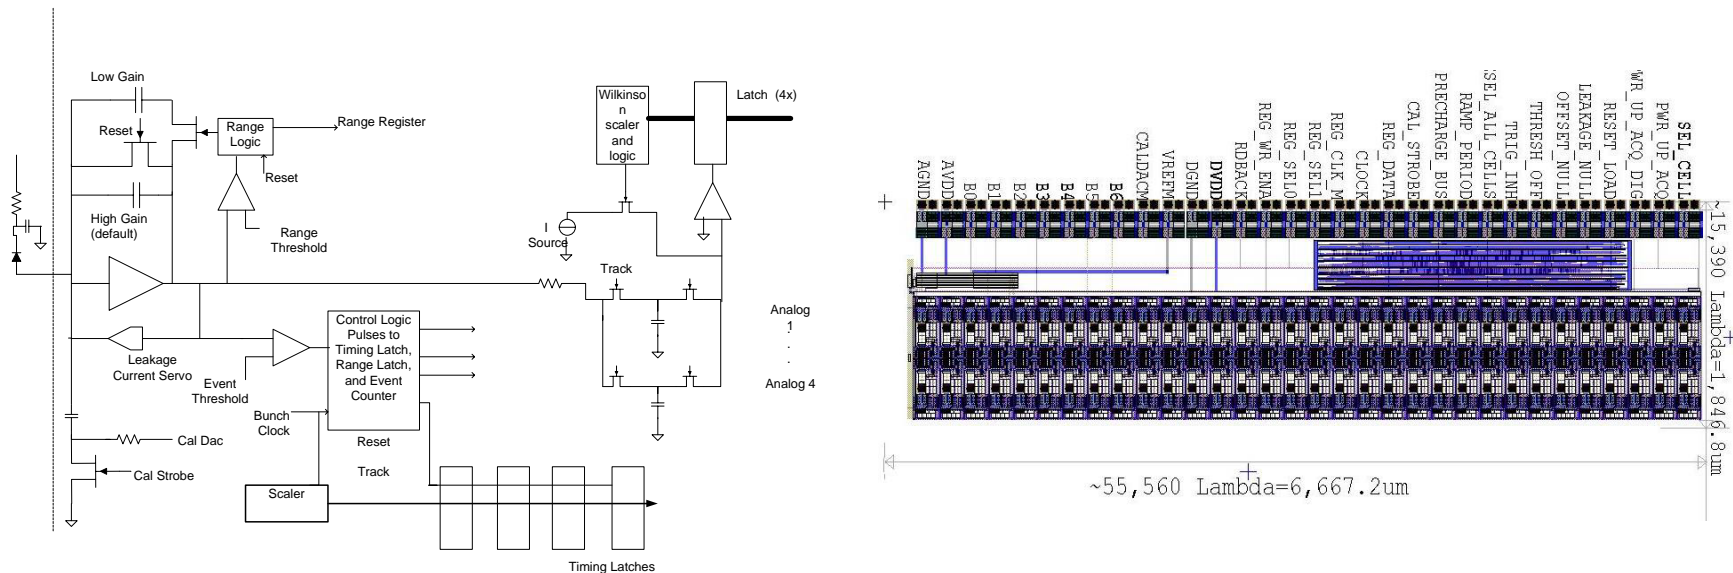 Low Gain
Reset
Range
Logic
Range Register
Reset
High Gain
(default)
Range
Threshold
Wilkinso
n
scaler
and
logic
Latch (4x)
I
Source
Track
Analog
1
.
.
.
Analog 4
Leakage
Current Servo
Event
Threshold
Control Logic
Pulses to
Timing Latch,
Range Latch,
and Event
Counter
Bunch
Clock
Reset
Track
Cal Dac
Cal Strobe
Scaler
Timing Latches
AGND
AVDD
B0
B1
B2
B3
B4
B5
B6
CALDACM
VREFM
DGND
DVDD
RDBACK
REG_WR_ENA
REG_SEL0
REG_SEL1
REG_CLK_M
CLOCK
REG_DATA
CAL_STROBE
PRECHARGE_BUS
RAMP_PERIOD
SEL_ALL_CELLS
TRIG_INH
THRESH_OFF
OFFSET_NULL
LEAKAGE_NULL
RESET_LOAD
WR_UP_ACQ_DIG
PWR_UP_ACQ
SEL_CELL
~15,390 Lambda=1,846.8um
~55,560 Lambda=6,667.2um